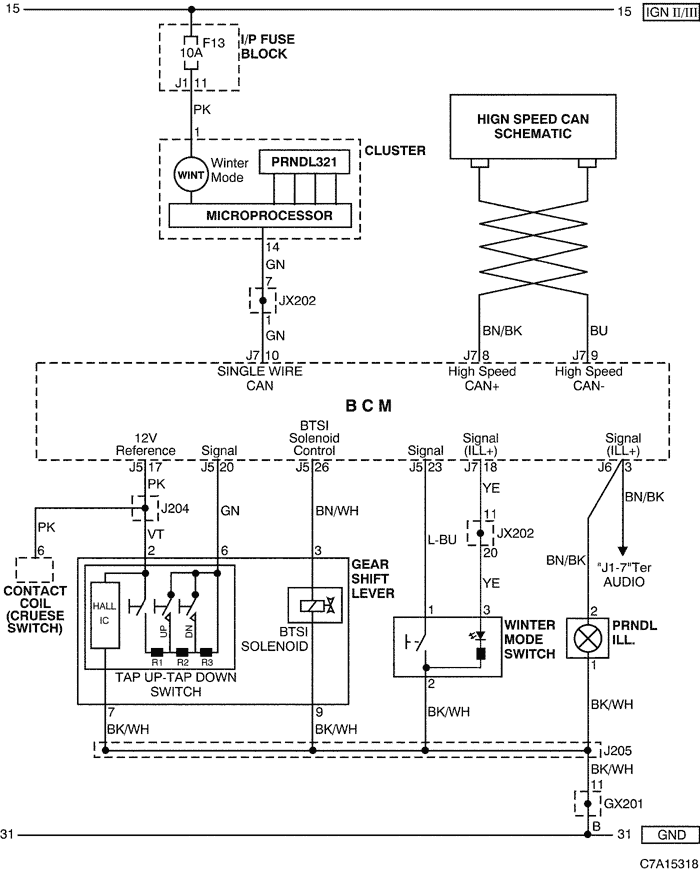 15
15 IGN II/III
F13
10A
I/P FUSE
BLOCK
J1 11
PK
1
CLUSTER
Winter
Mode
WINT
PRNDL321
MICROPROCESSOR
14
GN
7
JX202
1
GN
HIGN SPEED CAN
SCHEMATIC
BN/BK
BU
J7 10
J7 8
J7 9
SINGLE WIRE
CAN
High Speed
CAN+
High Speed
CAN-
B C M
12V
Reference
Signal
BTSI
Solenoid
Control
Signal
Signal
(ILL+)
Signal
(ILL+)
J5 17
J5 20
J5 26
J5 23
J7 18
J6 3
PK
J204
VT
PK
6
CONTACT
COIL
(CRUESE
SWITCH)
GN
BN/WH
L-BU
YE
11
JX202
20
YE
BN/BK
BN/BK
"J1-7"Ter
AUDIO
2
6
3
GEAR
SHIFT
LEVER
HALL
IC
UP
DN
R1
R2
R3
BTSI
SOLENOID
TAP UP-TAP DOWN
SWITCH
1
3
WINTER
MODE
SWITCH
2
2
PRNDL
ILL.
1
7
9
BK/WH
BK/WH
BK/WH
BK/WH
J205
BK/WH
11
GX201
B
31
31 GND
C7A15318